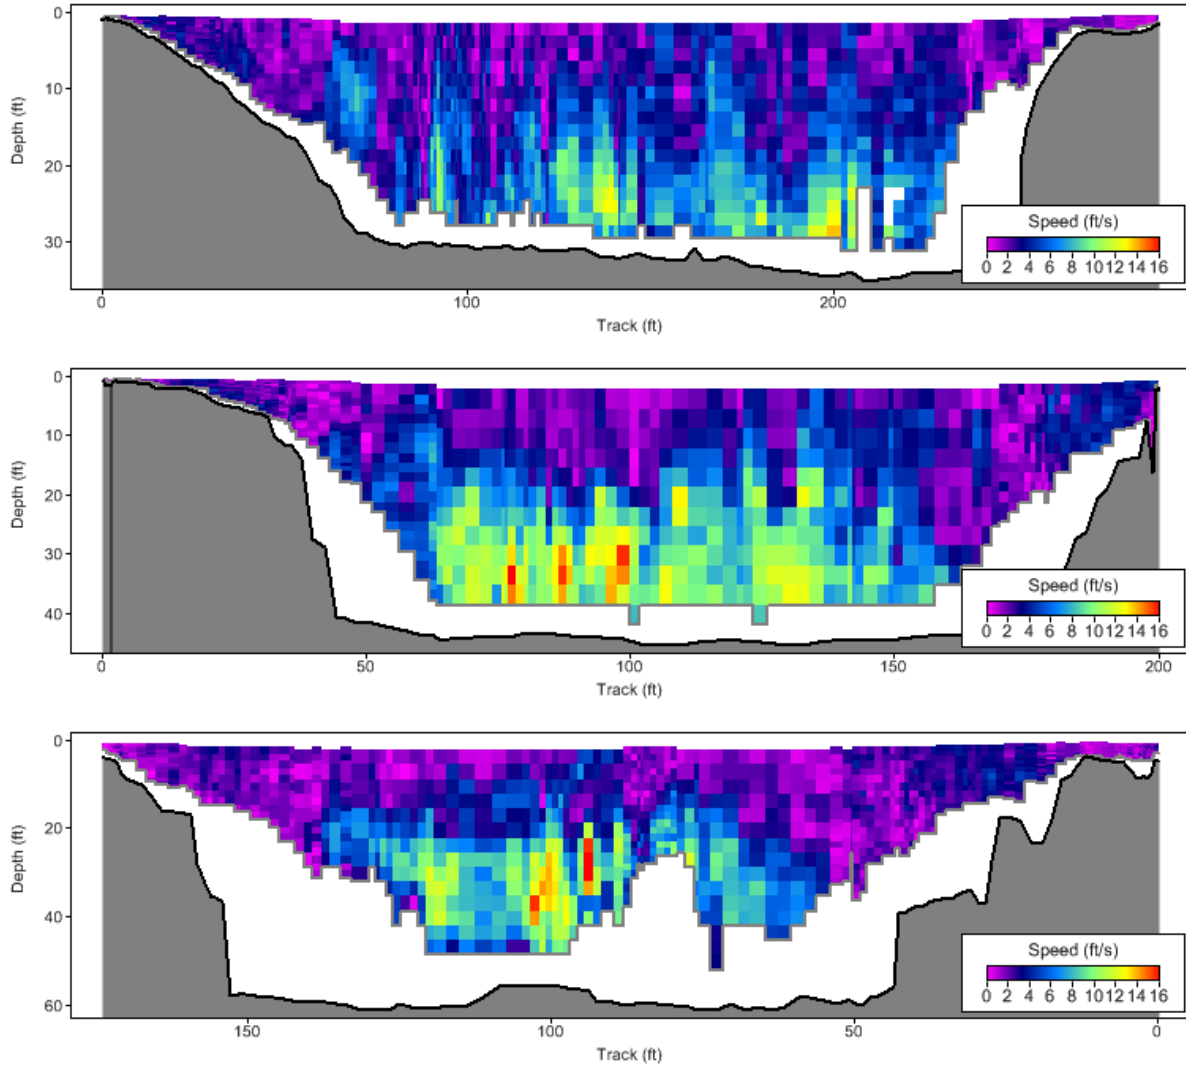 0
10
20
30
Depth (ft)
Speed (ft/s)
0 2 4 6 8 10 12 14 16
0 100 200
Track (ft)
0
10
20
30
40
Depth (ft)
Speed (ft/s)
0 2 4 6 8 10 12 14 16
0 50 100 150 200
Track (ft)
0
20
40
60
Depth (ft)
Speed (ft/s)
0 2 4 6 8 10 12 14 16
150 100 50 0
Track (ft)